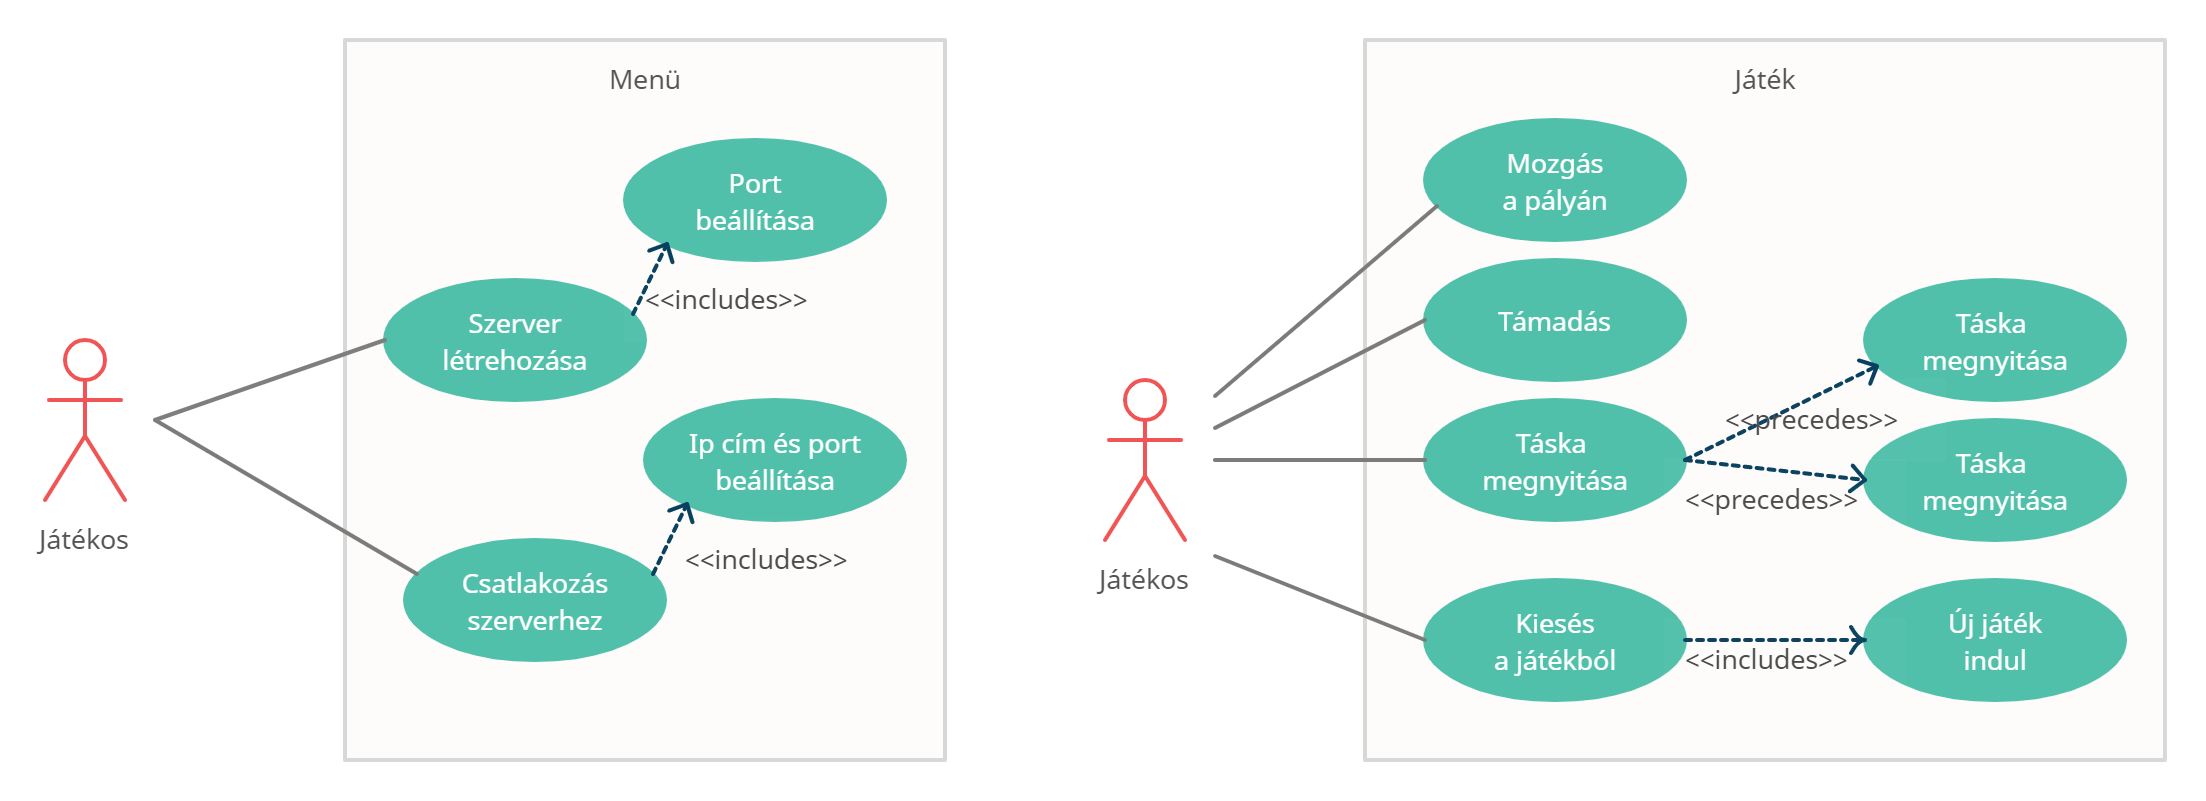 Menü
Port
beállítása
<<includes>>
Szerver
létrehozása
Ip cím és port
beállítása
<<includes>>
Csatlakozás
szerverhez
Játékos
Játék
Mozgás
a pályán
Támadás
Táska
megnyitása
<<precedes>>
Táska
megnyitása
<<precedes>>
Táska
megnyitása
Kiesés
a játékból
<<includes>>
Új játék
indul
Játékos